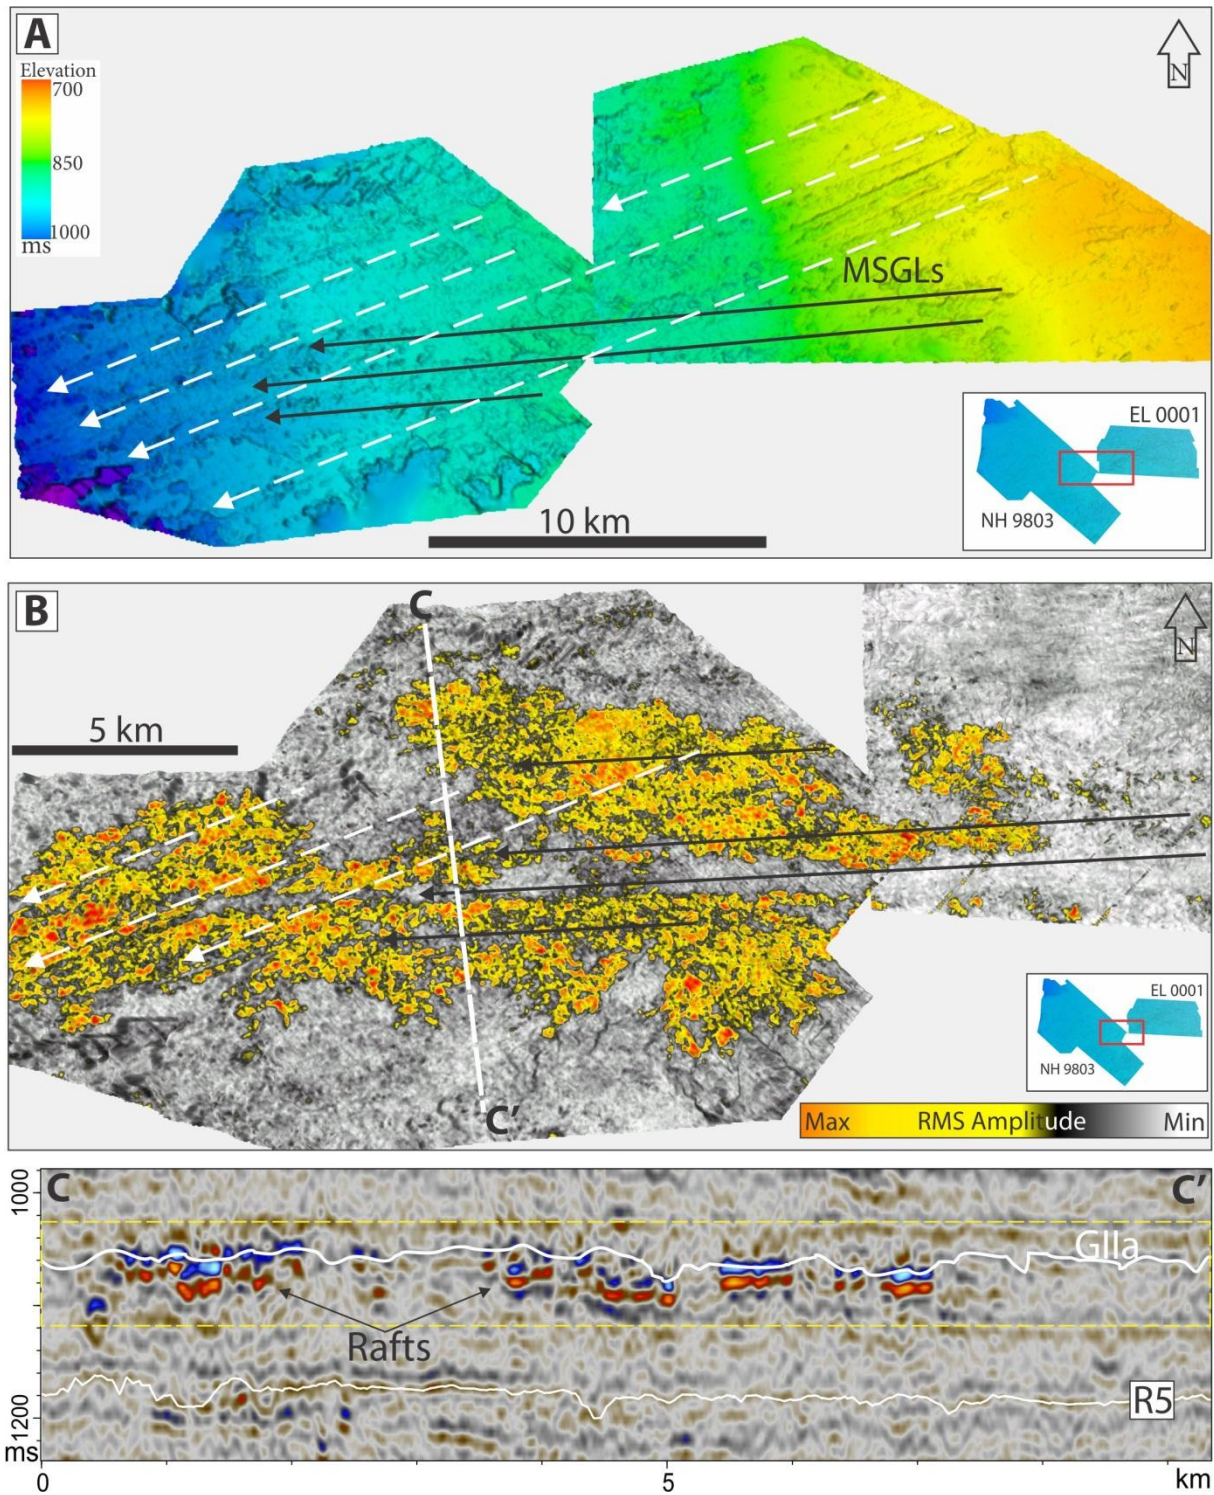 A
N
Elevation
700
850
1000
ms
MSGLs
10 km
EL 0001
NH 9803
B
C
N
5 km
C'
EL 0001
NH 9803
Max RMS Amplitude Min
C
C'
1000
GIIa
Rafts
R5
1200
ms
0
5
km